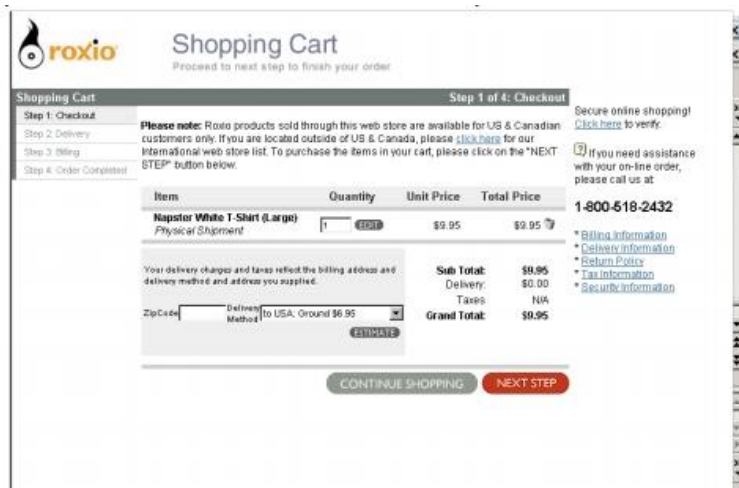 roxio
Shopping Cart
Proceed to next step to finish your order
Shopping Cart
Step 1 of 4: Checkout
Step 1: Checkout
Step 2: Delivery
Step 3: Billing
Step 4: Order Completed
Please note: Roxio products sold through this web store are available for US & Canadian
customers only. If you are located outside of US & Canada, please click here for our
International web store list. To purchase the items in your cart, please click on the "NEXT
STEP" button below.
Item Quantity Unit Price Total Price
Napster White T-Shirt (Large)
Physical Shipment
1 EDIT $9.95 $9.95
Your delivery charges and taxes reflect the billing address and
delivery method and address you supplied.
ZipCode Delivery Method to USA: Ground $6.95
ESTIMATE
Sub Total: $9.95
Delivery: $0.00
Taxes N/A
Grand Total: $9.95
CONTINUE SHOPPING NEXT STEP
Secure online shopping!
Click here to verify.
If you need assistance
with your on-line order,
please call us at
1-800-518-2432
* Billing Information
* Delivery Information
* Return Policy
* Tax Information
* Security Information